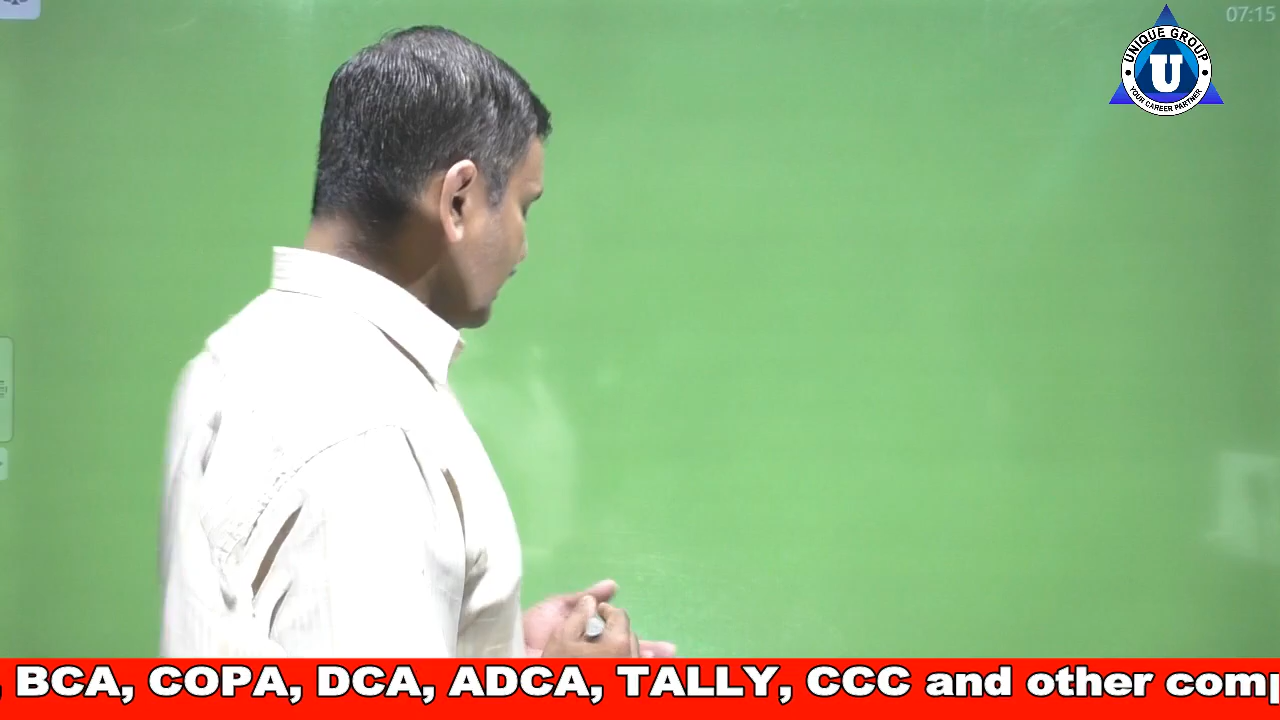 07:15
UNIQUE GROUP
U
YOUR CAREER PARTNER
, BCA, COPA, DCA, ADCA, TALLY, CCC and other comp